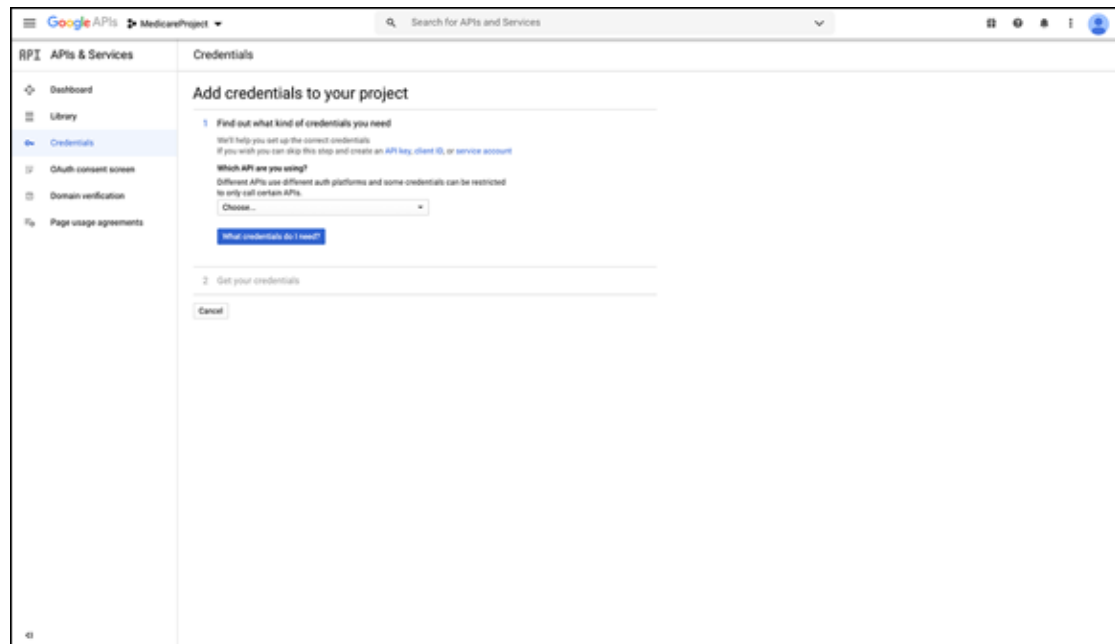 Google APIs MedicareProject Search for APIs and Services
API APIs & Services Credentials
Dashboard
Library
Credentials
OAuth consent screen
Domain verification
Page usage agreements
Add credentials to your project
1 Find out what kind of credentials you need
We'll help you set up the correct credentials
If you wish you can skip this step and create an API key, client ID, or service account
Which API are you using?
Different APIs use different auth platforms and some credentials can be restricted
to only call certain APIs.
Choose...
What credentials do I need?
2 Get your credentials
Cancel